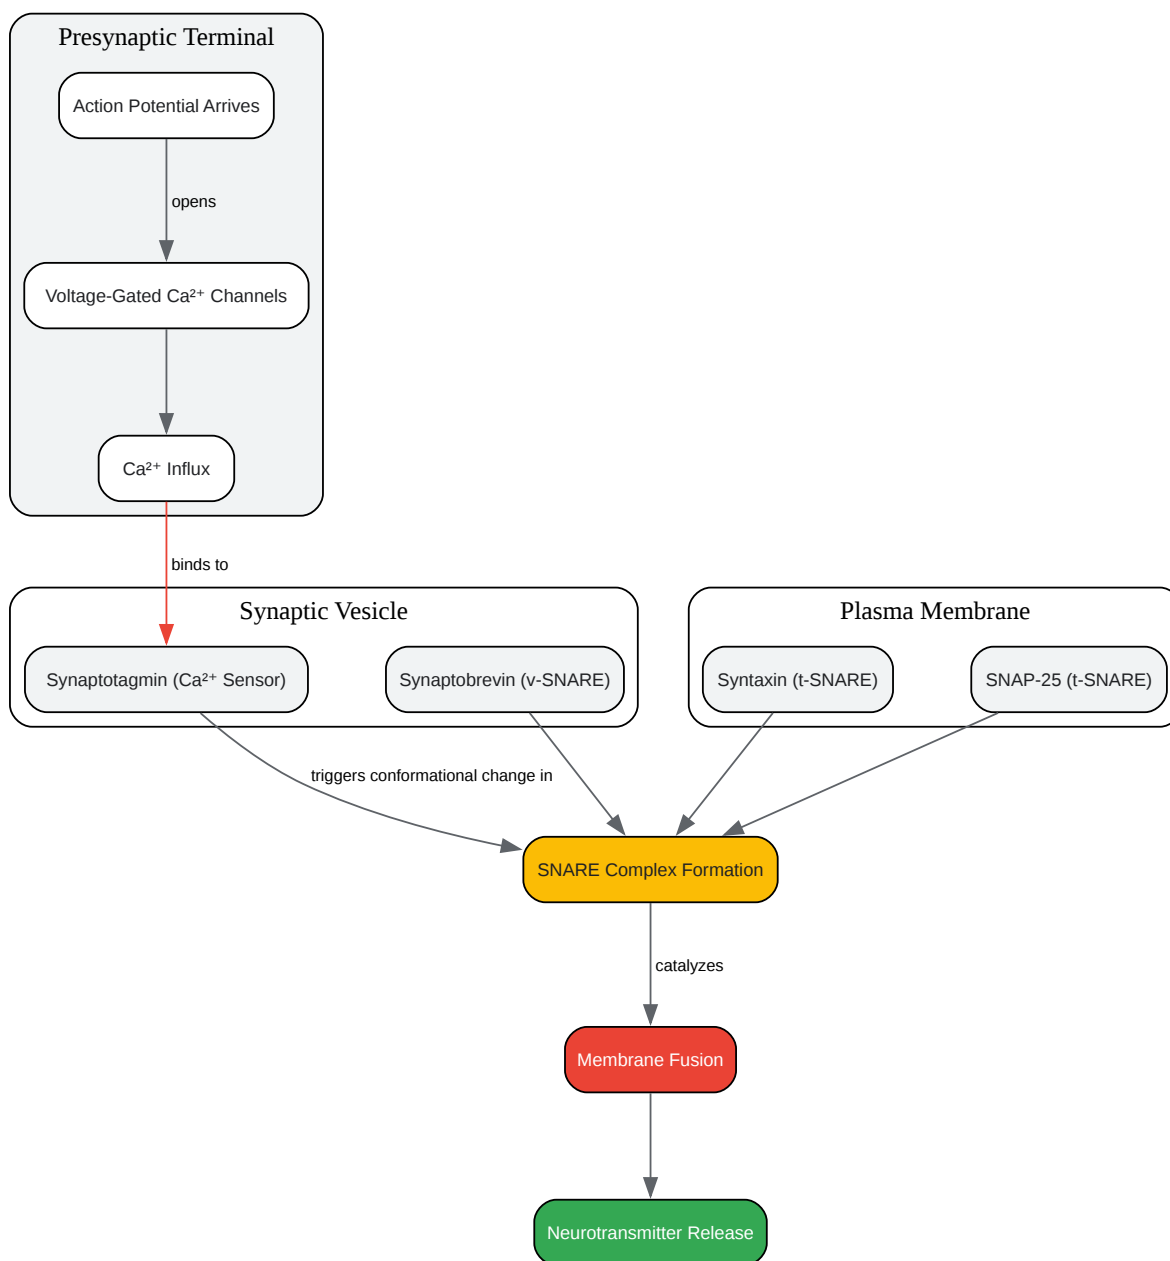 Presynaptic Terminal
Action Potential Arrives
opens
Voltage-Gated Ca²⁺ Channels
Ca²⁺ Influx
binds to
Synaptic Vesicle
Plasma Membrane
Synaptotagmin (Ca²⁺ Sensor)
Synaptobrevin (v-SNARE)
Syntaxin (t-SNARE)
SNAP-25 (t-SNARE)
triggers conformational change in
SNARE Complex Formation
catalyzes
Membrane Fusion
Neurotransmitter Release